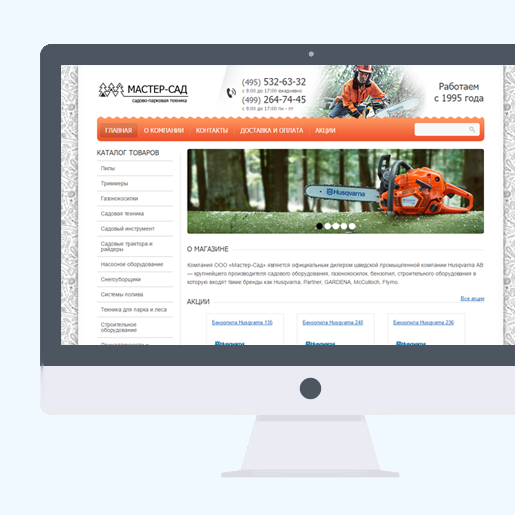 МАСТЕР-САД
садово-парковая техника
(495) 532-63-32
с 9:00 до 17:00 ежедневно
(499) 264-74-45
с 9:00 до 17:00 пн - пт
Работаем
с 1995 года
ГЛАВНАЯ О КОМПАНИИ КОНТАКТЫ ДОСТАВКА И ОПЛАТА АКЦИИ
КАТАЛОГ ТОВАРОВ
Пилы
Триммеры
Газонокосилки
Садовая техника
Садовый инструмент
Садовые трактора и
райдеры
Насосное оборудование
Снегоуборщики
Системы полива
Техника для парка и леса
Строительное
оборудование
Husqvarna
О МАГАЗИНЕ
Компания ООО «Мастер-Сад» является официальным дилером шведской промышленной компании Husqvarna AB
— крупнейшего производителя садового оборудования, газонокосилок, бензопил, строительного оборудования в
которую входят такие бренды как Husqvarna, Partner, GARDENA, McCulloch, Flymo.
АКЦИИ
Все акции
Бензопила Husqvarna 135
Бензопила Husqvarna 240
Бензопила Husqvarna 236